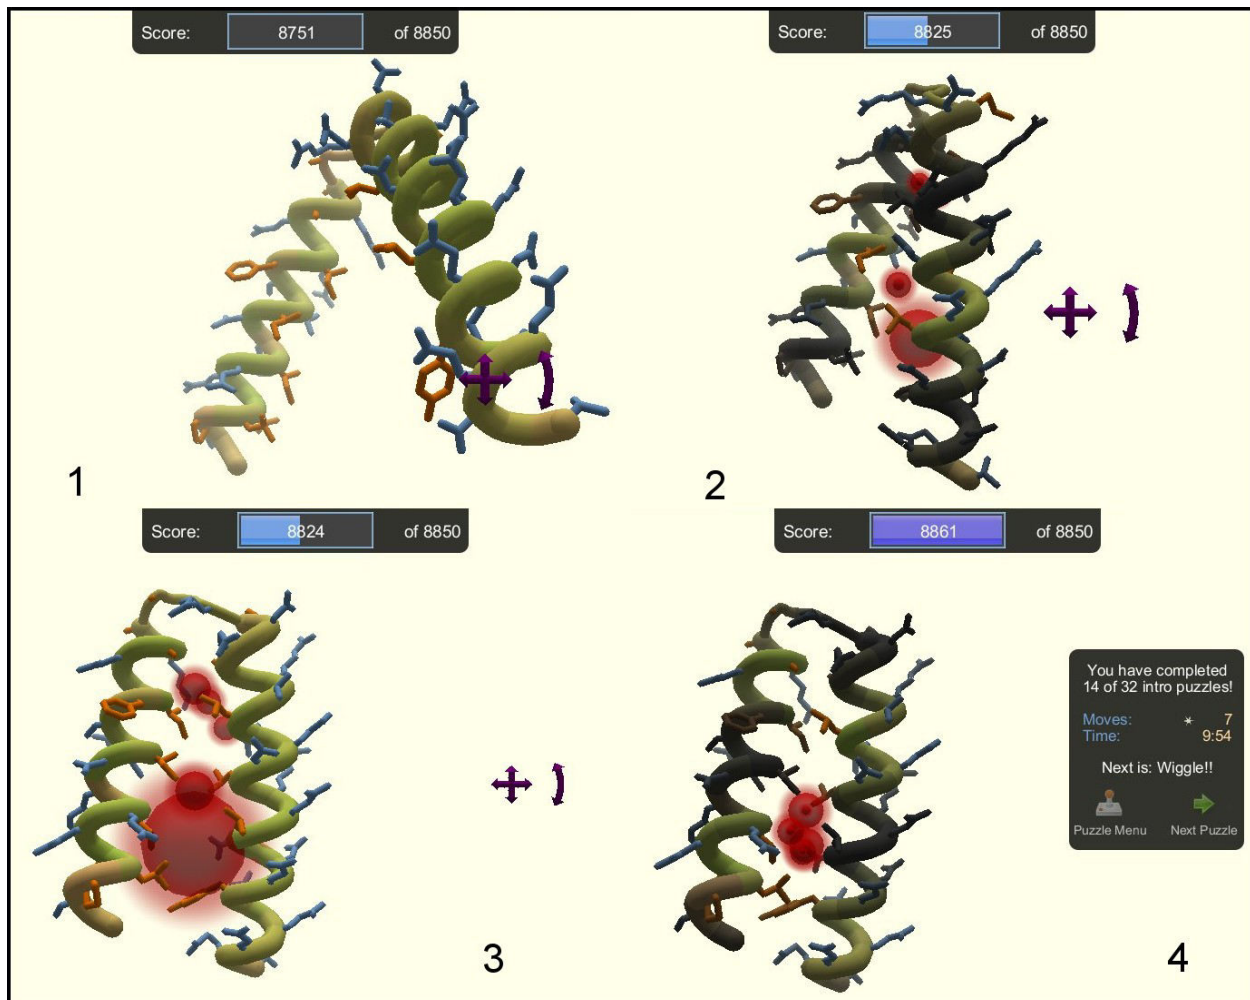 Score: 8751 of 8850
Score: 8825 of 8850
1
2
Score: 8824 of 8850
Score: 8861 of 8850
You have completed
14 of 32 intro puzzles!
Moves: * 7
Time: 9:54
Next is: Wiggle!!
Puzzle Menu Next Puzzle
3
4